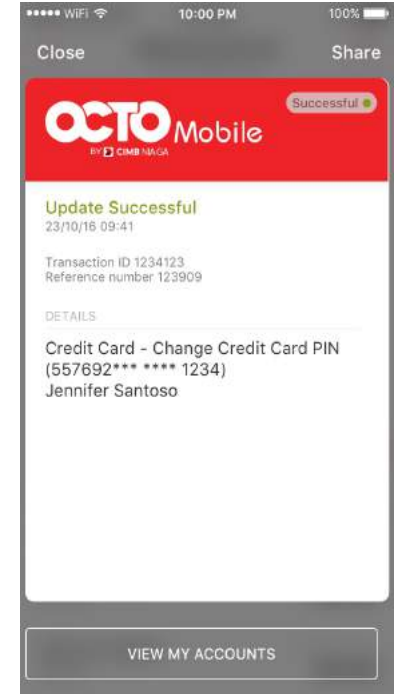 WiFi 10:00 PM 100%
Close Share
Successful
OCTO Mobile
BY CIMB NIAGA
Update Successful
23/10/16 09:41
Transaction ID 1234123
Reference number 123909
DETAILS
Credit Card - Change Credit Card PIN
(557692*** **** 1234)
Jennifer Santoso
VIEW MY ACCOUNTS